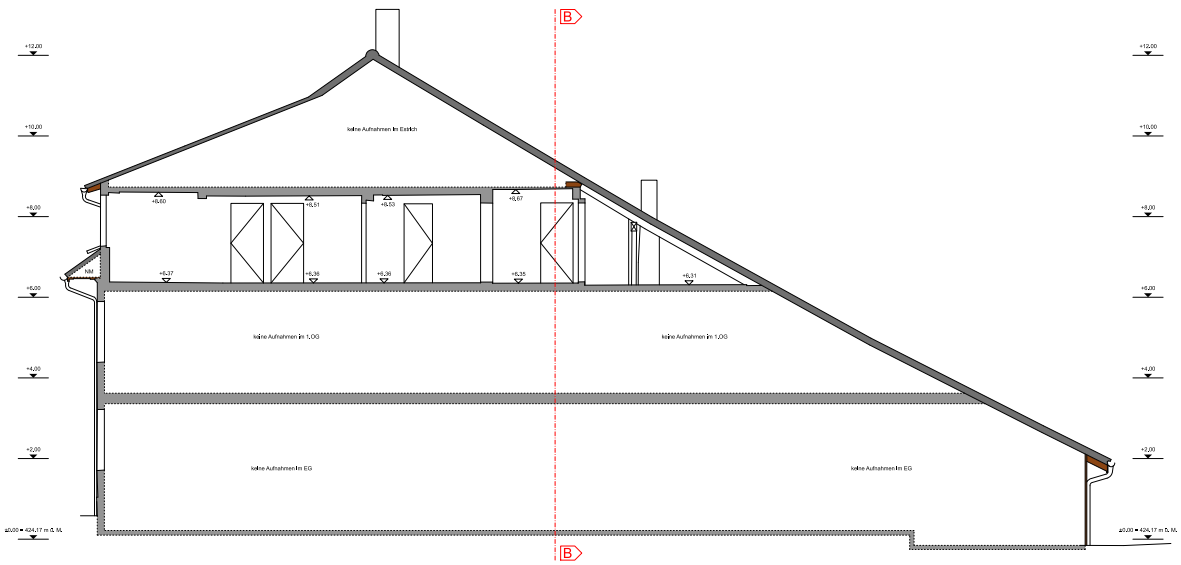 B
+12.00
+12.00
+10.00
keine Aufnahmen im Estrich
+10.00
+8.60
+8.51
+8.53
+8.67
+8.00
+8.00
NM
+6.37
+6.36
+6.36
+6.35
+6.31
+6.00
+6.00
keine Aufnahmen im 1.OG
keine Aufnahmen im 1.OG
+4.00
+4.00
+2.00
+2.00
keine Aufnahmen im EG
keine Aufnahmen im EG
±0.00 = 424.17 m ü. M.
±0.00 = 424.17 m ü. M.
B